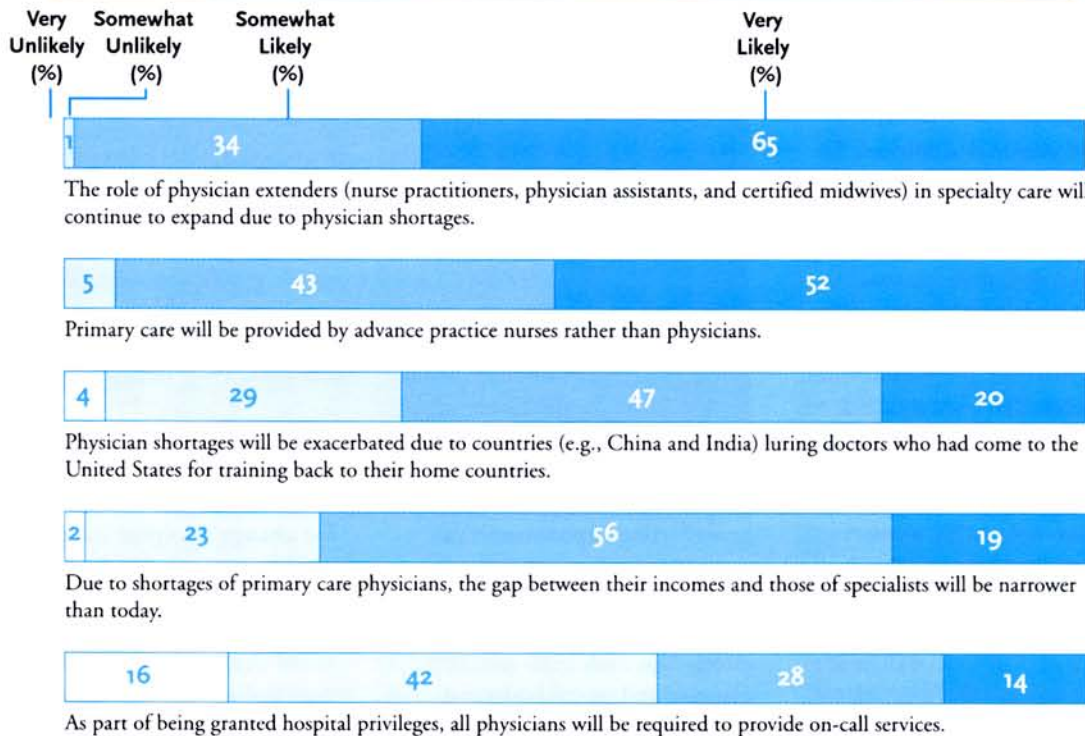 Very Somewhat Somewhat Very
Unlikely Unlikely Likely Likely
(%) (%) (%) (%)
1 34 65
The role of physician extenders (nurse practitioners, physician assistants, and certified midwives) in specialty care will
continue to expand due to physician shortages.
5 43 52
Primary care will be provided by advance practice nurses rather than physicians.
4 29 47 20
Physician shortages will be exacerbated due to countries (e.g., China and India) luring doctors who had come to the
United States for training back to their home countries.
2 23 56 19
Due to shortages of primary care physicians, the gap between their incomes and those of specialists will be narrower
than today.
16 42 28 14
As part of being granted hospital privileges, all physicians will be required to provide on-call services.